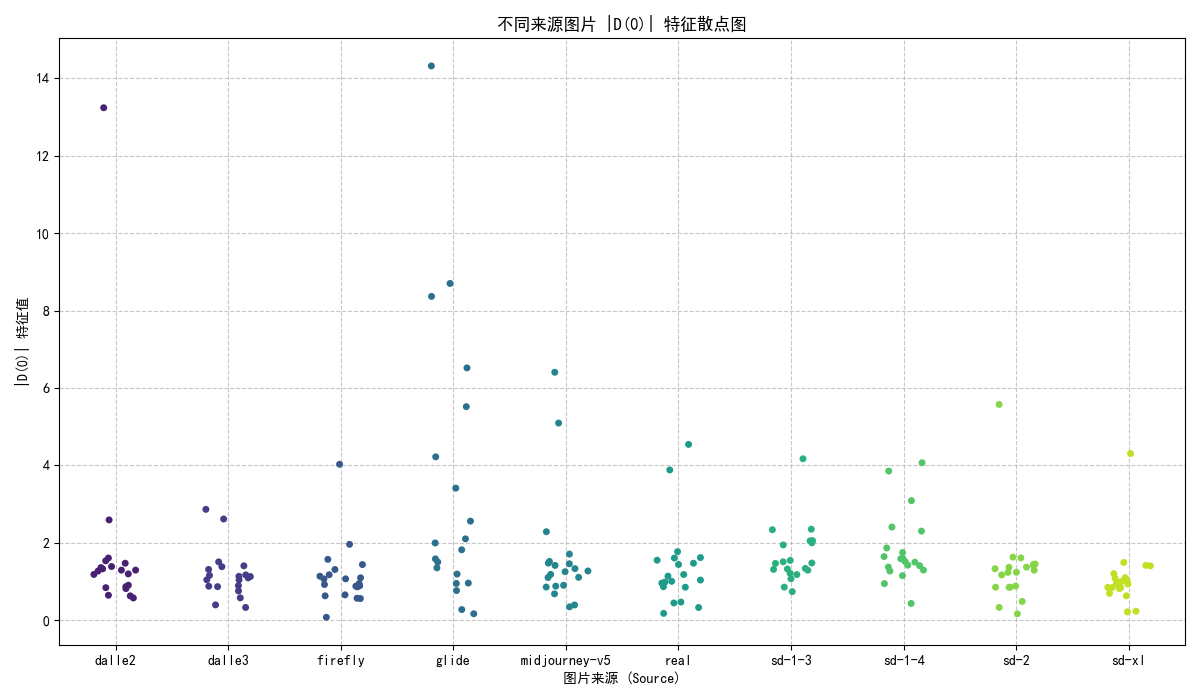 不同来源图片 |D(0)| 特征散点图
|D(0)| 特征值
14
12
10
8
6
4
2
0
dalle2 dalle3 firefly glide midjourney-v5 real sd-1-3 sd-1-4 sd-2 sd-xl
图片来源 (Source)